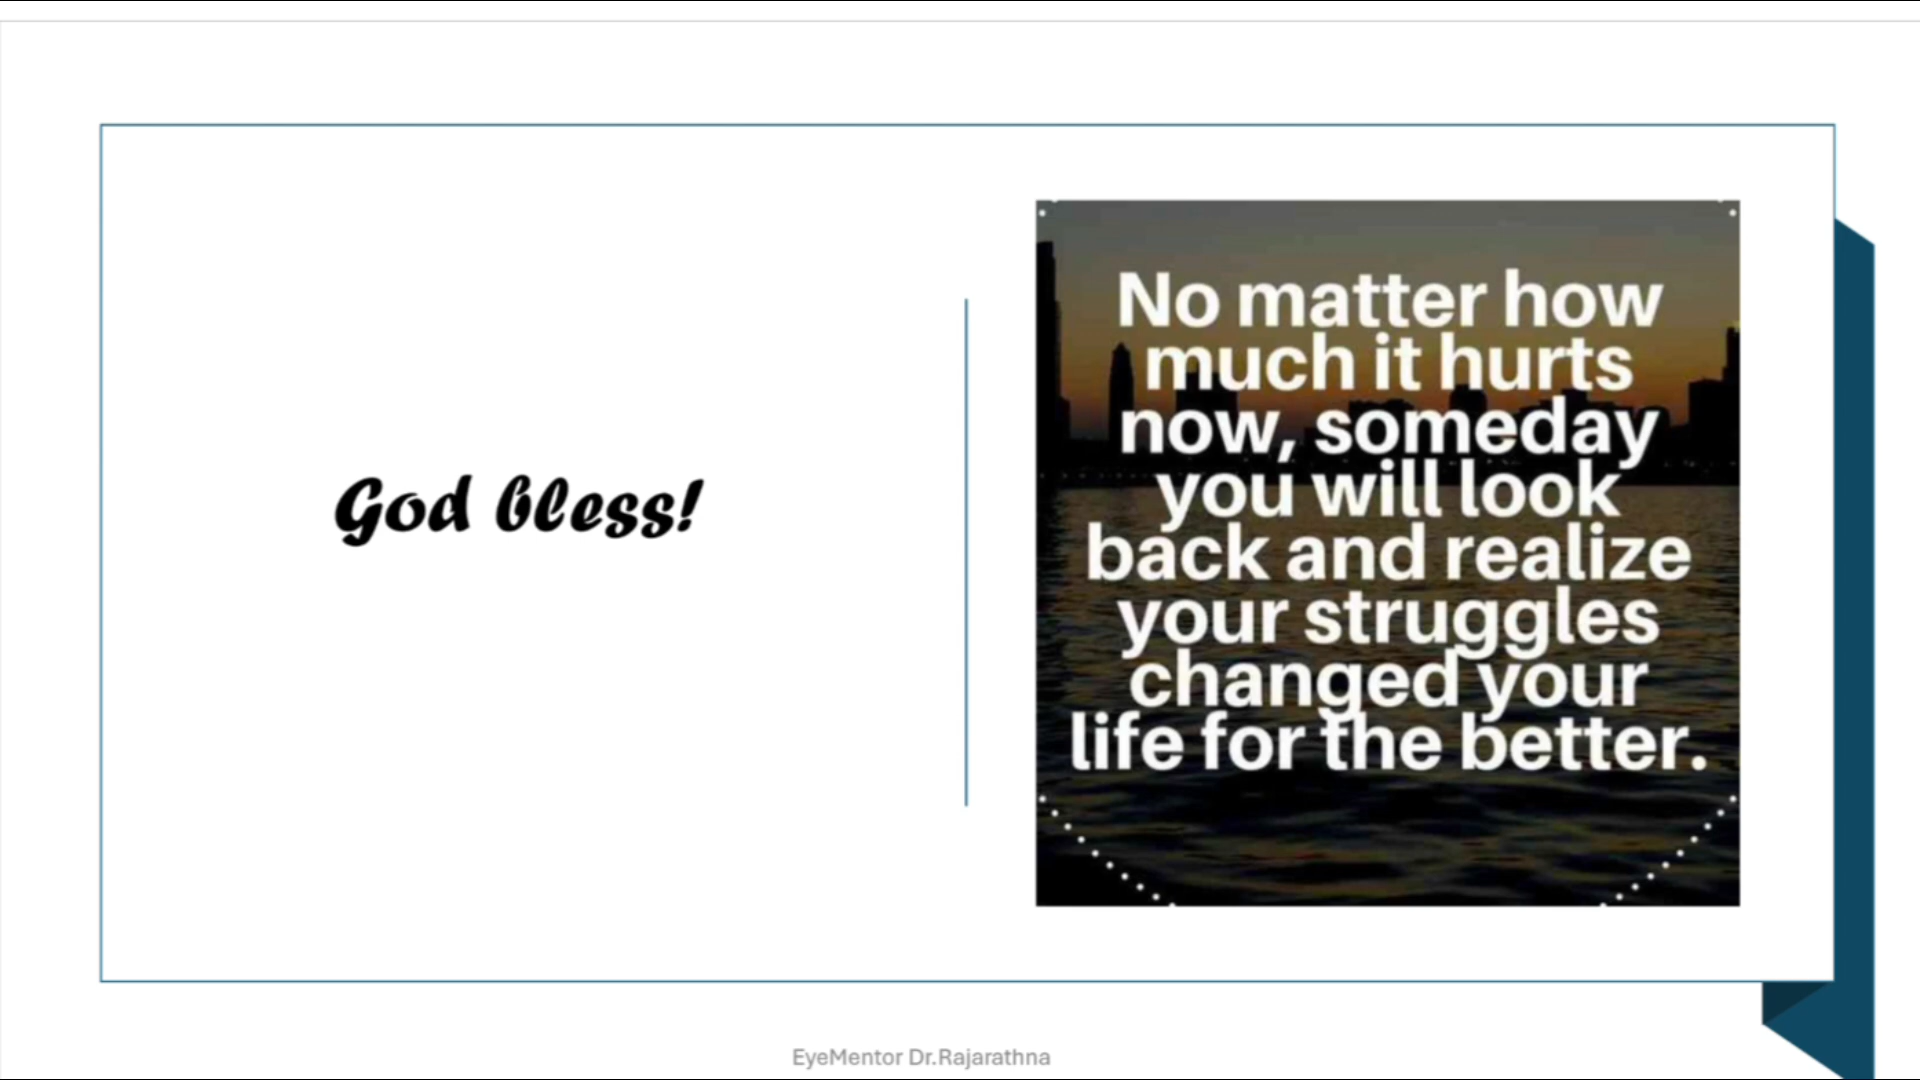 God bless!
No matter how
much it hurts
now, someday
you will look
back and realize
your struggles
changed your
life for the better.
EyeMentor Dr.Rajarathna